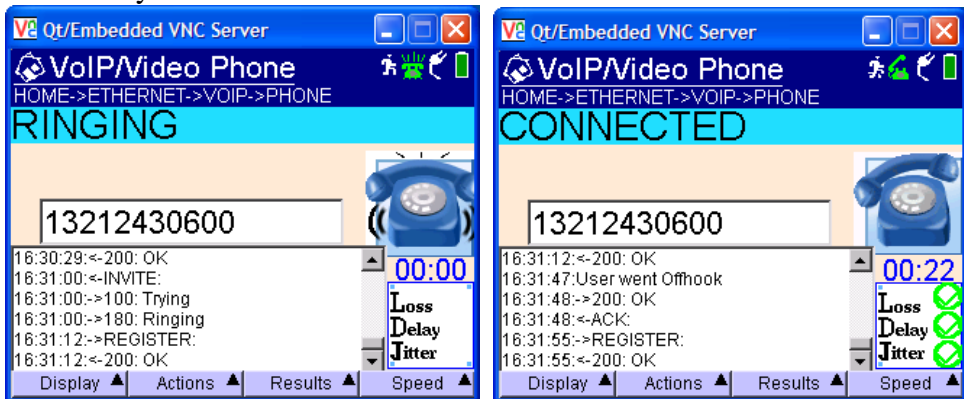 Qt/Embedded VNC Server
VoIP/Video Phone
HOME->ETHERNET->VOIP->PHONE
RINGING
13212430600
16:30:29:<-200: OK
16:31:00:<-INVITE:
16:31:00:->100: Trying
16:31:00:->180: Ringing
16:31:12:->REGISTER:
16:31:12:<-200: OK
00:00
Loss
Delay
Jitter
Display ▲ Actions ▲ Results ▲ Speed ▲
Qt/Embedded VNC Server
VoIP/Video Phone
HOME->ETHERNET->VOIP->PHONE
CONNECTED
13212430600
16:31:12:<-200: OK
16:31:47:User went Offhook
16:31:48:->200: OK
16:31:48:<-ACK:
16:31:55:->REGISTER:
16:31:55:<-200: OK
00:22
Loss
Delay
Jitter
Display ▲ Actions ▲ Results ▲ Speed ▲